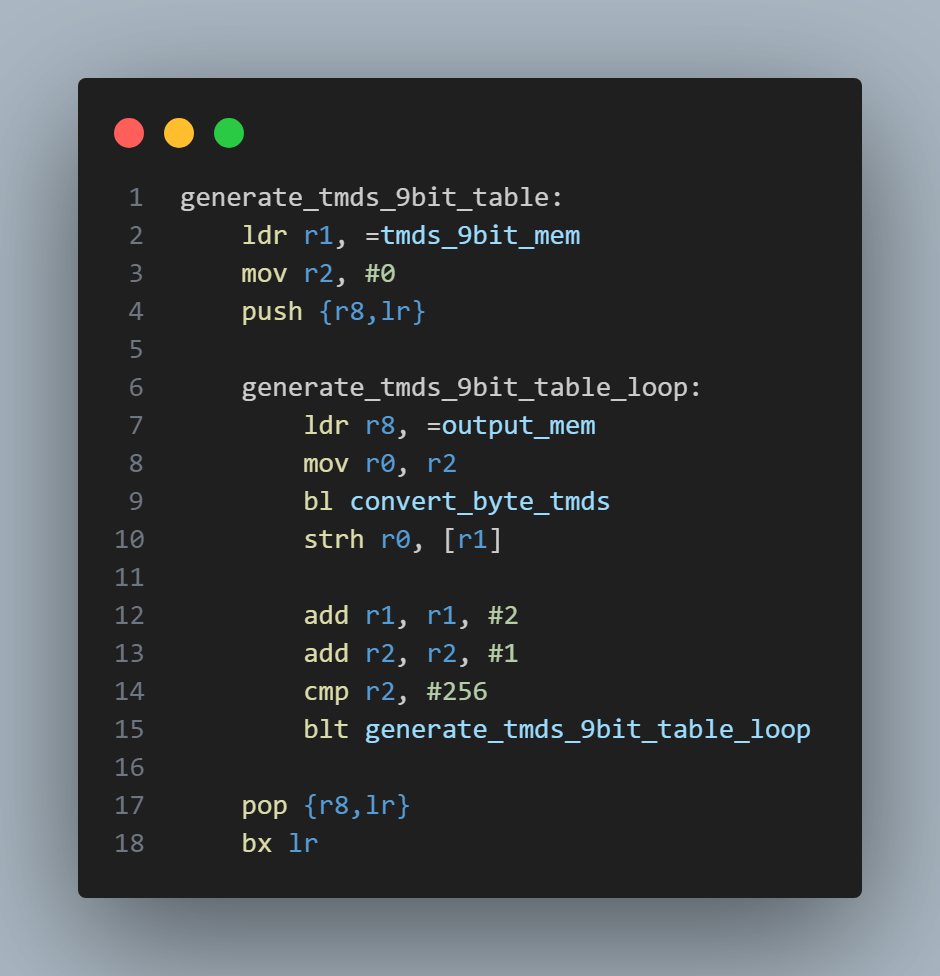 1 generate_tmds_9bit_table:
2     ldr r1, =tmds_9bit_mem
3     mov r2, #0
4     push {r8,lr}
5
6     generate_tmds_9bit_table_loop:
7         ldr r8, =output_mem
8         mov r0, r2
9         bl convert_byte_tmds
10         strh r0, [r1]
11
12         add r1, r1, #2
13         add r2, r2, #1
14         cmp r2, #256
15         blt generate_tmds_9bit_table_loop
16
17     pop {r8,lr}
18     bx lr